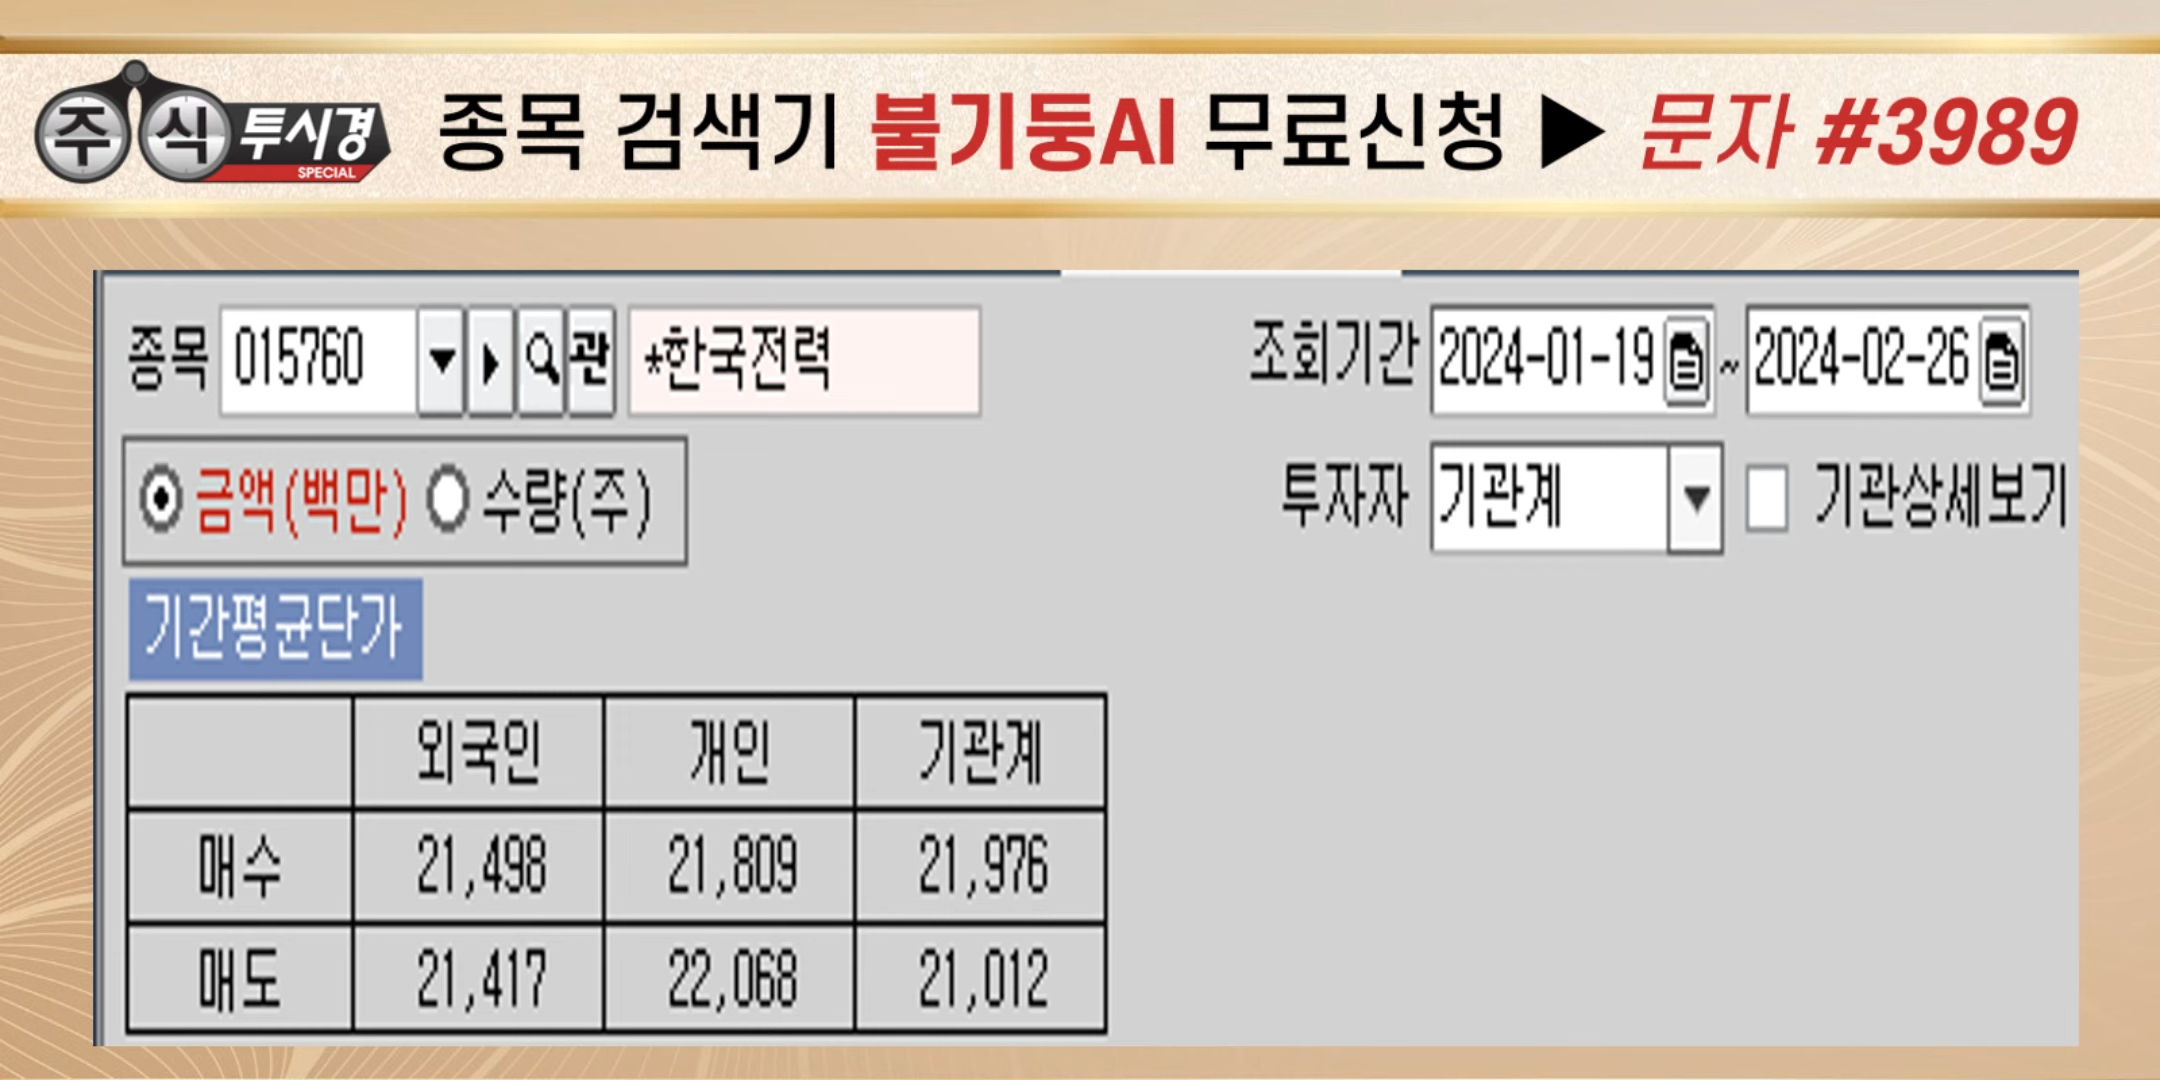 주식투시경 SPECIAL 종목 검색기 불기둥AI 무료신청 ▶ 문자 #3989
종목 015760 관 *한국전력 조회기간 2024-01-19 ~ 2024-02-26
금액(백만) 수량(주) 투자자 기관계 기관상세보기
기간평균단가
외국인 개인 기관계
매수 21,498 21,809 21,976
매도 21,417 22,068 21,012